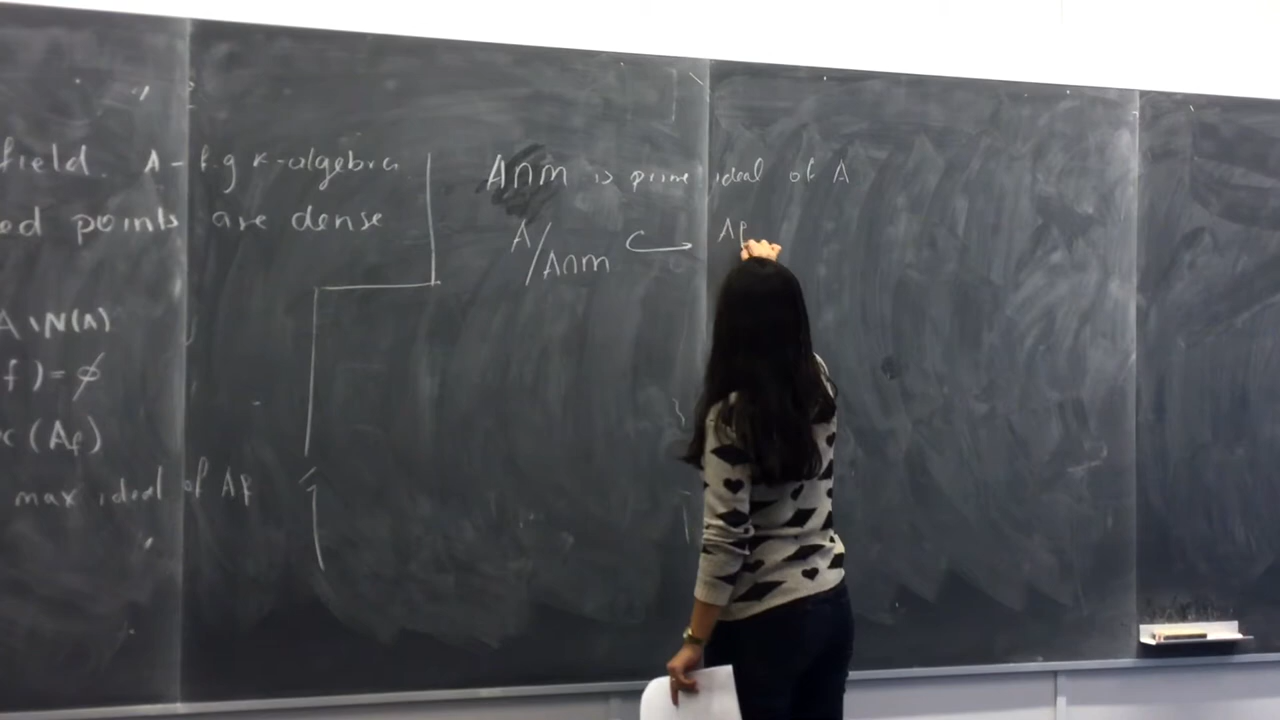 field. A - f.g k-algebra
ed points are dense
A \ N(A)
f) = ∅
(Af)
max ideal of Af
A∩m is prime ideal of A
A/A∩m ↪ Af